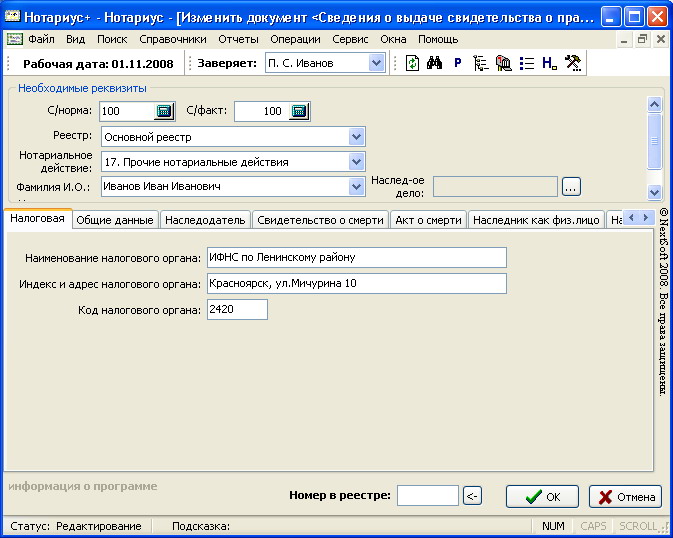 Нотариус+ - Нотариус - [Изменить документ <Сведения о выдаче свидетельства о пра...
Файл Вид Поиск Справочники Отчеты Операции Сервис Окна Помощь
Рабочая дата: 01.11.2008 Заверяет: П. С. Иванов P Н
Необходимые реквизиты
С/норма: 100 С/факт: 100
Реестр: Основной реестр
Нотариальное действие: 17. Прочие нотариальные действия
Фамилия И.О.: Иванов Иван Иванович Наслед-ое дело: ...
Налоговая Общие данные Наследодатель Свидетельство о смерти Акт о смерти Наследник как физ.лицо На
Наименование налогового органа: ИФНС по Ленинскому району
Индекс и адрес налогового органа: Красноярск, ул.Мичурина 10
Код налогового органа: 2420
© NextSoft 2008. Все права защищены.
информация о программе
Номер в реестре: <- OK Отмена
Статус: Редактирование Подсказка: NUM CAPS SCROLL